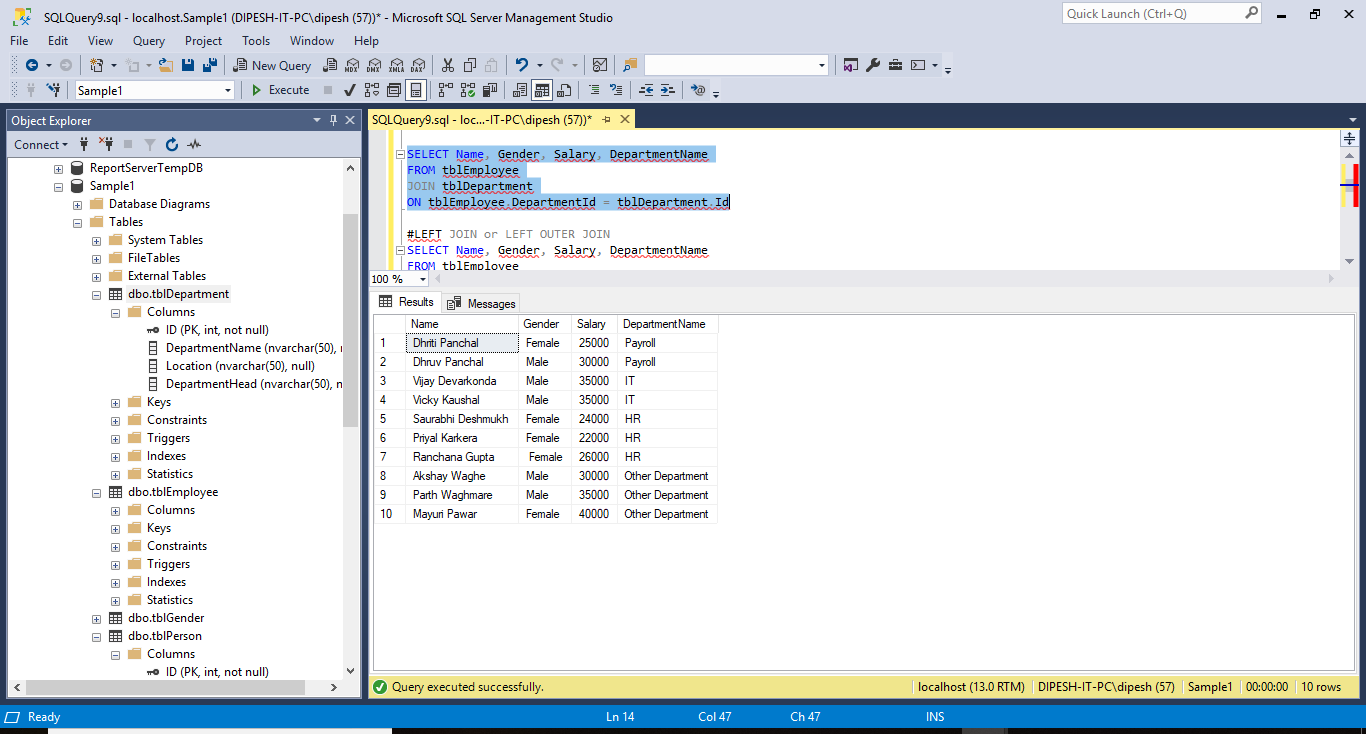 SQLQuery9.sql - localhost.Sample1 (DIPESH-IT-PC\dipesh (57))* - Microsoft SQL Server Management Studio
Quick Launch (Ctrl+Q)
File Edit View Query Project Tools Window Help
New Query MDX DMX XMLA DAX
Sample1 Execute
Object Explorer
Connect
ReportServerTempDB
Sample1
Database Diagrams
Tables
System Tables
FileTables
External Tables
dbo.tblDepartment
Columns
ID (PK, int, not null)
DepartmentName (nvarchar(50), n
Location (nvarchar(50), null)
DepartmentHead (nvarchar(50), n
Keys
Constraints
Triggers
Indexes
Statistics
dbo.tblEmployee
Columns
Keys
Constraints
Triggers
Indexes
Statistics
dbo.tblGender
dbo.tblPerson
Columns
ID (PK, int, not null)
SQLQuery9.sql - loc...-IT-PC\dipesh (57))*
SELECT Name, Gender, Salary, DepartmentName
FROM tblEmployee
JOIN tblDepartment
ON tblEmployee.DepartmentId = tblDepartment.Id
#LEFT JOIN or LEFT OUTER JOIN
SELECT Name, Gender, Salary, DepartmentName
FROM tblEmployee
100 %
Results Messages
Name Gender Salary DepartmentName
1 Dhriti Panchal Female 25000 Payroll
2 Dhruv Panchal Male 30000 Payroll
3 Vijay Devarkonda Male 35000 IT
4 Vicky Kaushal Male 35000 IT
5 Saurabhi Deshmukh Female 24000 HR
6 Priyal Karkera Female 22000 HR
7 Ranchana Gupta Female 26000 HR
8 Akshay Waghe Male 30000 Other Department
9 Parth Waghmare Male 35000 Other Department
10 Mayuri Pawar Female 40000 Other Department
Query executed successfully. localhost (13.0 RTM) DIPESH-IT-PC\dipesh (57) Sample1 00:00:00 10 rows
Ready Ln 14 Col 47 Ch 47 INS